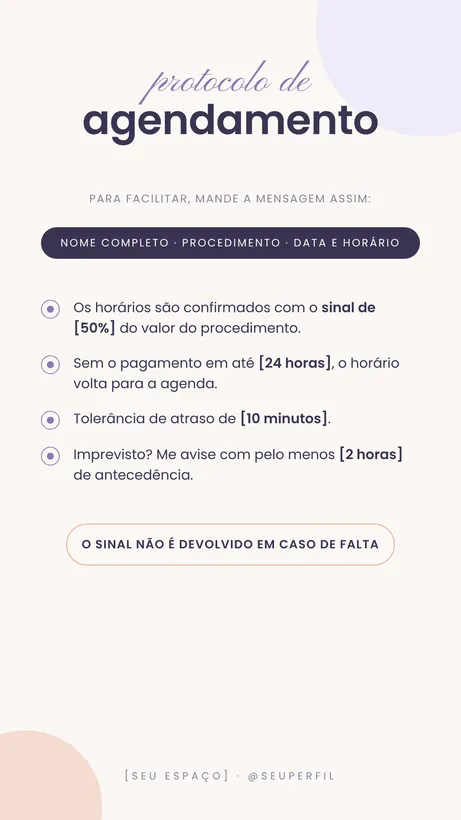 protocolo de
agendamento
PARA FACILITAR, MANDE A MENSAGEM ASSIM:
NOME COMPLETO · PROCEDIMENTO · DATA E HORÁRIO
Os horários são confirmados com o sinal de
[50%] do valor do procedimento.
Sem o pagamento em até [24 horas], o horário
volta para a agenda.
Tolerância de atraso de [10 minutos].
Imprevisto? Me avise com pelo menos [2 horas]
de antecedência.
O SINAL NÃO É DEVOLVIDO EM CASO DE FALTA
[SEU ESPAÇO] · @SEUPERFIL